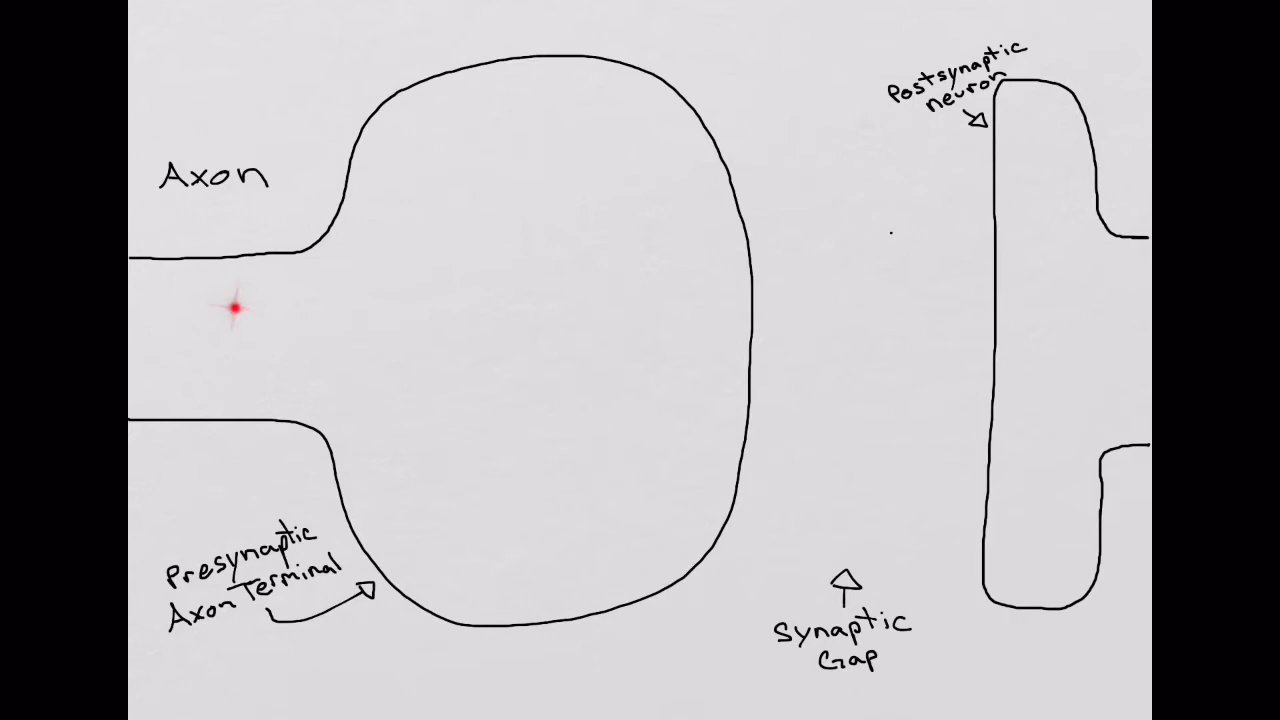 Axon
Postsynaptic
neuron
Presynaptic
Axon Terminal
Synaptic
Gap